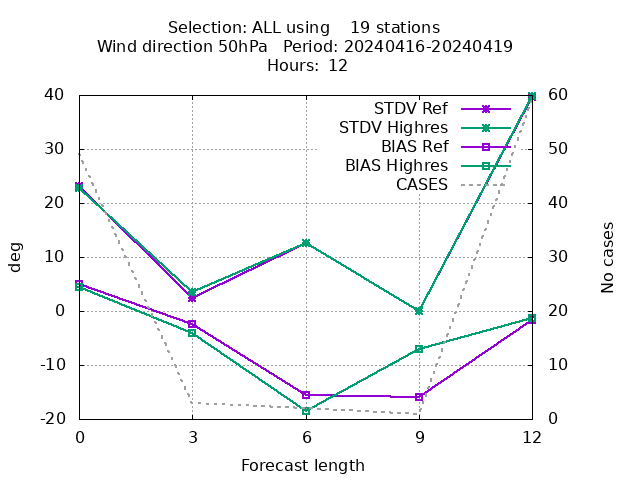 Selection: ALL using    19 stations
Wind direction 50hPa   Period: 20240416-20240419
Hours: 12
40
30
20
10
0
-10
-20
deg
60
50
40
30
20
10
0
No cases
STDV Ref
STDV Highres
BIAS Ref
BIAS Highres
CASES
0 3 6 9 12
Forecast length